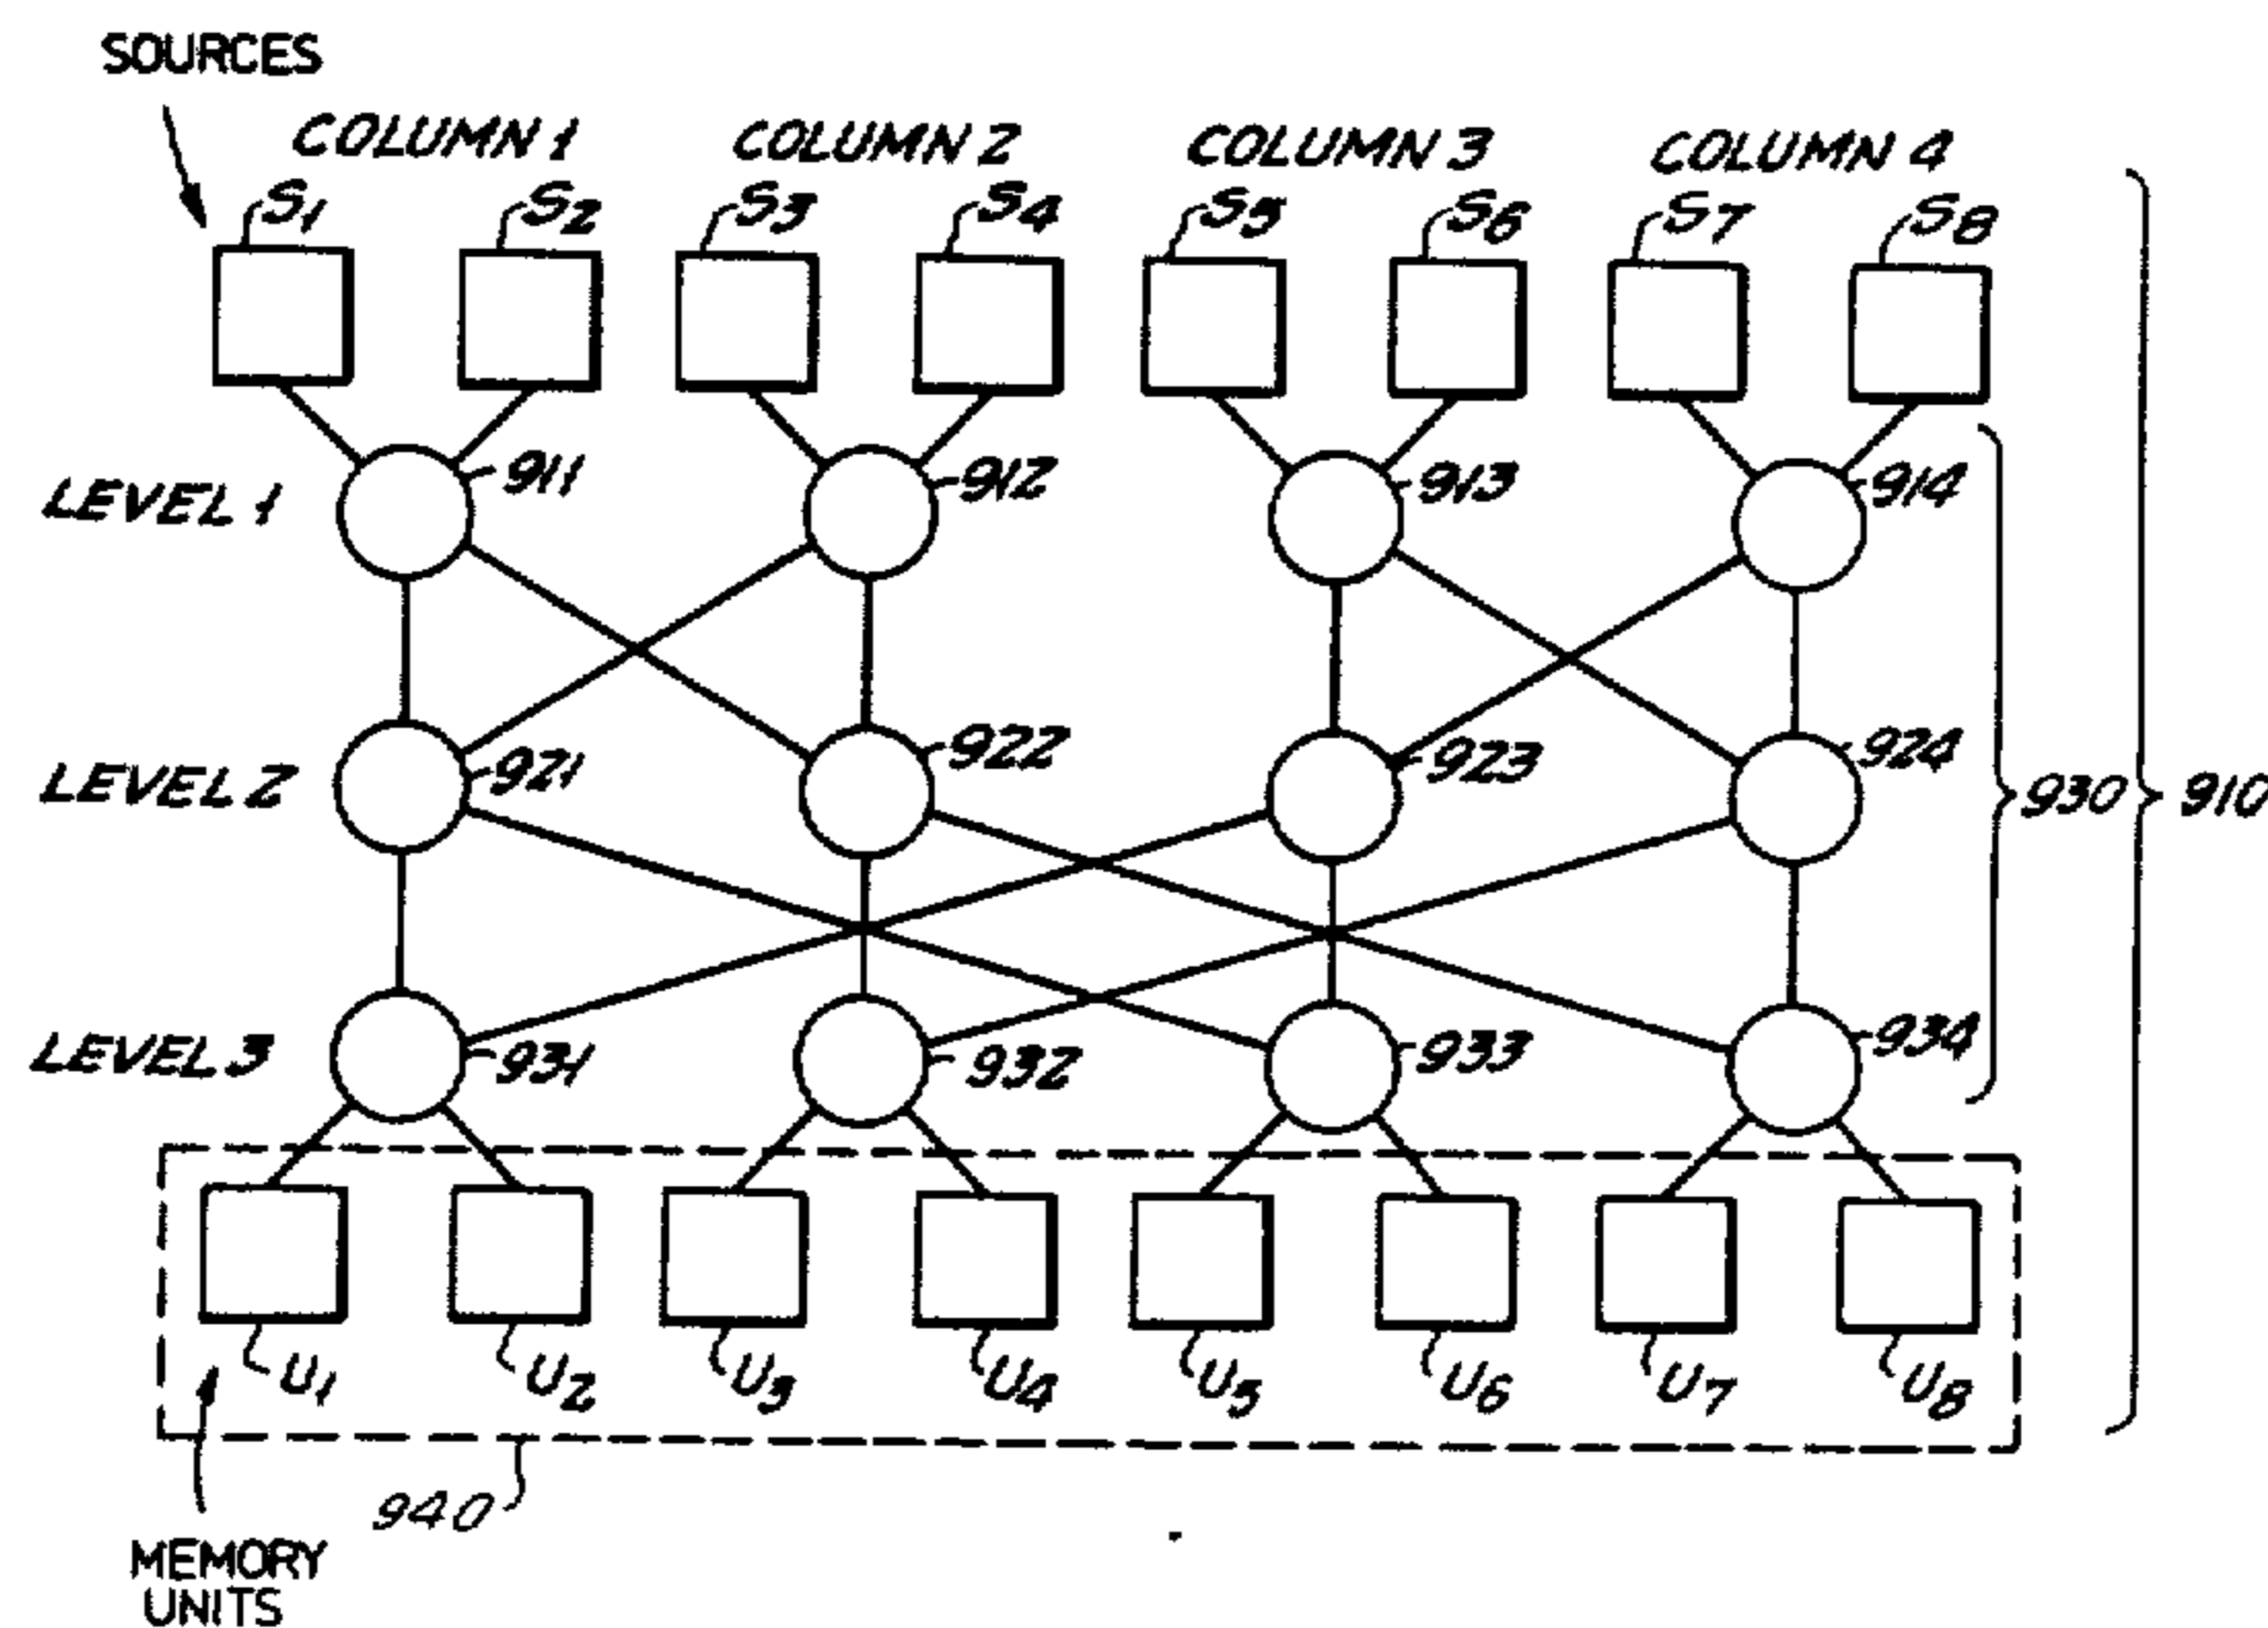 SOURCES
COLUMN 1 COLUMN 2 COLUMN 3 COLUMN 4
S1 S2 S3 S4 S5 S6 S7 S8
LEVEL 1 911 912 913 914
LEVEL 2 921 922 923 924
930 910
LEVEL 3 931 932 933 934
U1 U2 U3 U4 U5 U6 U7 U8
940
MEMORY
UNITS